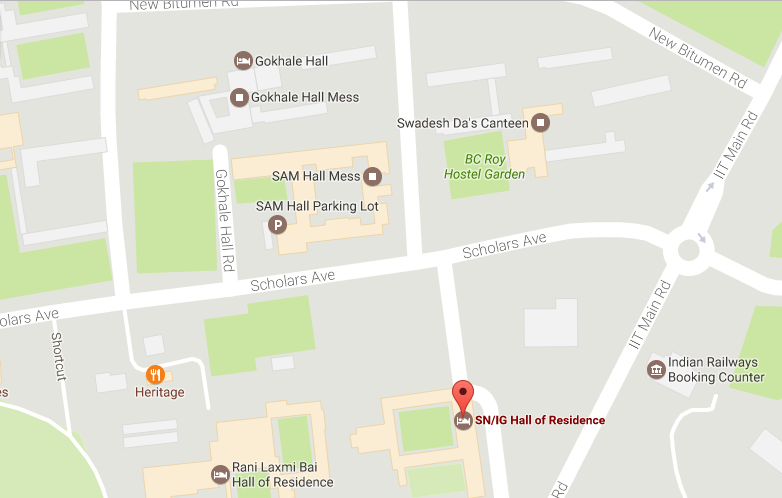 New Bitumen Rd
New Bitumen Rd
Gokhale Hall
Gokhale Hall Mess
Swadesh Da's Canteen
IIT Main Rd
BC Roy
Hostel Garden
SAM Hall Mess
Gokhale Hall Rd
SAM Hall Parking Lot
Scholars Ave
Scholars Ave
olars Ave
IIT Main Rd
Shortcut
Indian Railways
Booking Counter
es
Heritage
SN/IG Hall of Residence
Rani Laxmi Bai
Hall of Residence
Rd
P